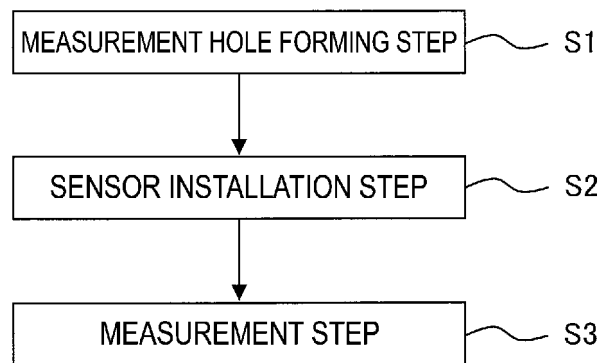 MEASUREMENT HOLE FORMING STEP S1
SENSOR INSTALLATION STEP S2
MEASUREMENT STEP S3